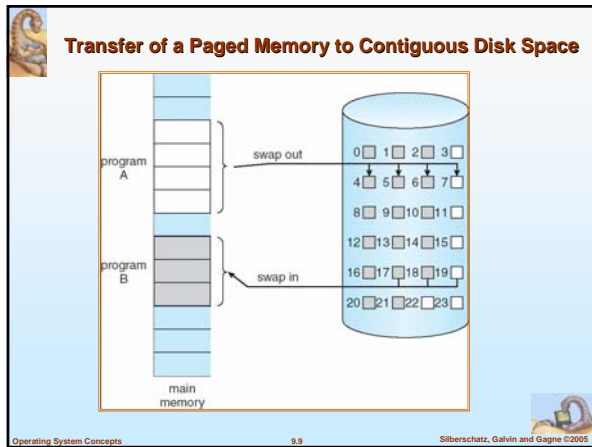 Transfer of a Paged Memory to Contiguous Disk Space
program
A
swap out
0 1 2 3
4 5 6 7
8 9 10 11
12 13 14 15
program
B
swap in
16 17 18 19
20 21 22 23
main
memory
Operating System Concepts
9.9
Silberschatz, Galvin and Gagne ©2005